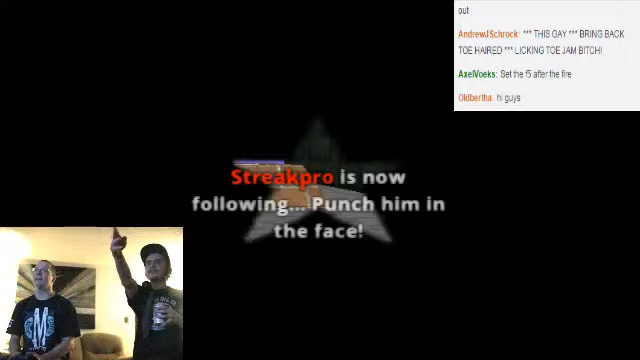 out
AndrewJSchrock: *** THIS GAY *** BRING BACK
TOE HAIRED *** LICKING TOE JAM BITCH!
AxelVoeks: Set the f5 after the fire
Oldbertha: hi guys
Streakpro is now
following... Punch him in
the face!
M